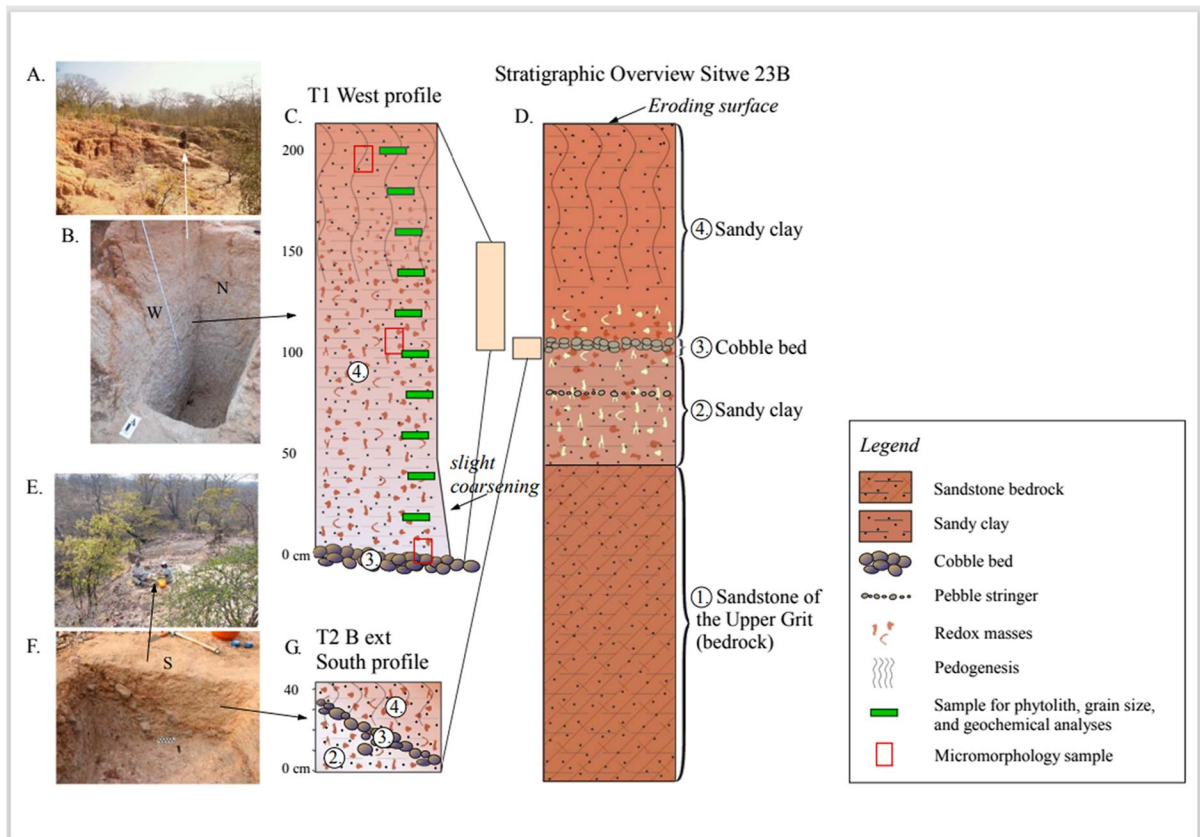 A.
B.
W
N
T1 West profile
C.
200
150
100
50
0 cm
4.
3.
slight
coarsening
Stratigraphic Overview Sitwe 23B
D.
Eroding surface
4. Sandy clay
3. Cobble bed
2. Sandy clay
1. Sandstone of
the Upper Grit
(bedrock)
E.
F.
S
G.
T2 B ext
South profile
40
0 cm
4.
3.
2.
Legend
Sandstone bedrock
Sandy clay
Cobble bed
Pebble stringer
Redox masses
Pedogenesis
Sample for phytolith, grain size,
and geochemical analyses
Micromorphology sample